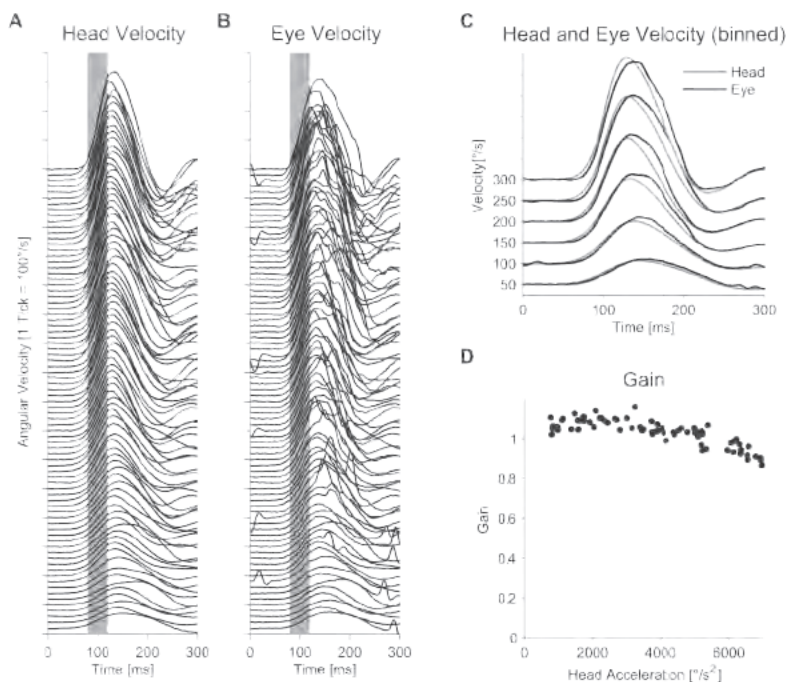 A
Head Velocity
B
Eye Velocity
Angular Velocity [1 Tick = 100°/s]
0
100
200
300
Time [ms]
0
100
200
300
Time [ms]
C
Head and Eye Velocity (binned)
Head
Eye
Velocity[°/s]
300
250
200
150
100
50
0
100
200
300
Time [ms]
D
Gain
Gain
1
0.8
0.6
0.4
0.2
0
2000
4000
6000
Head Acceleration [°/s²]